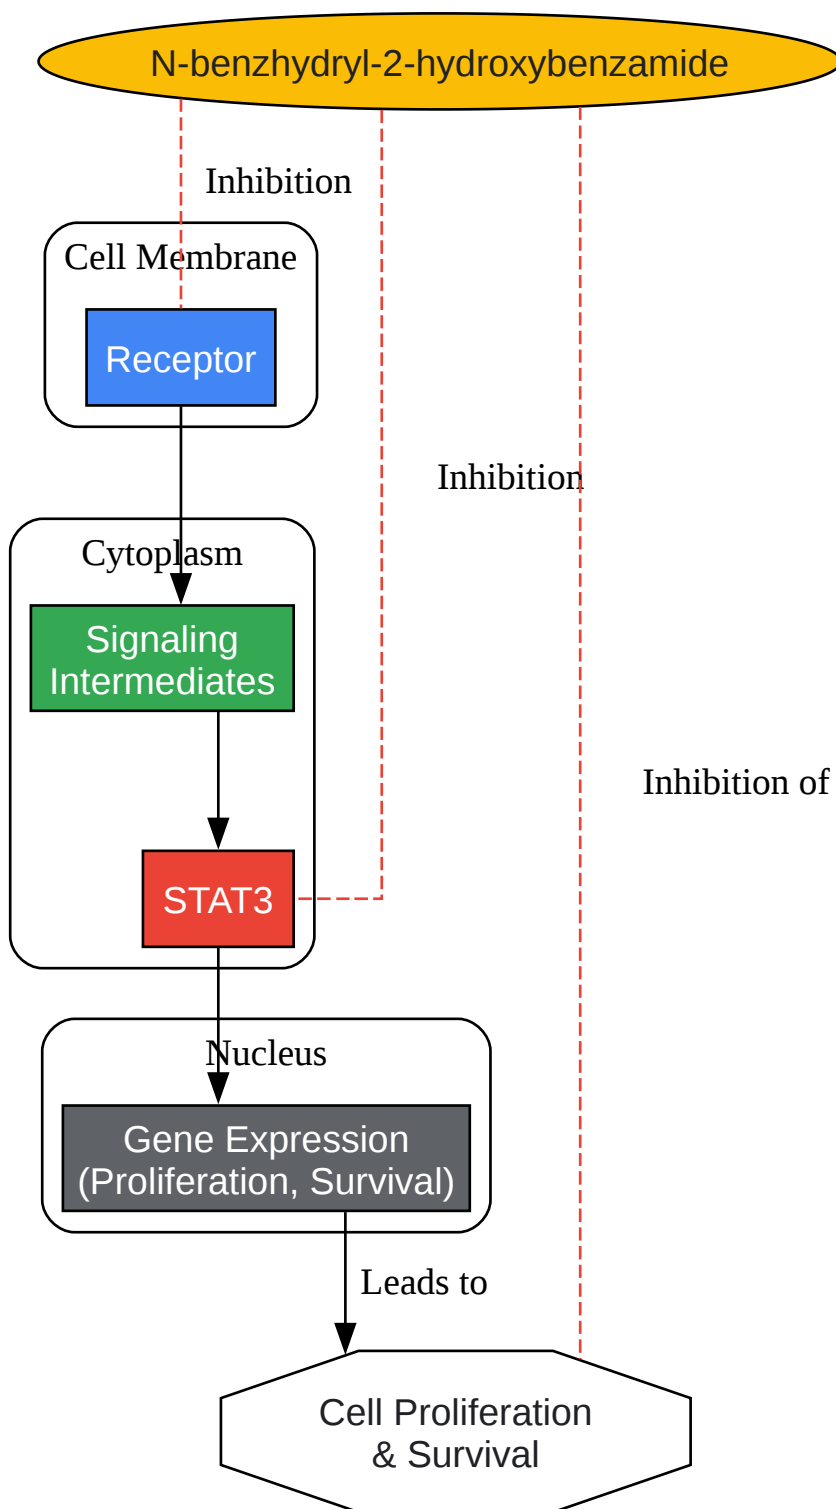 N-benzhydryl-2-hydroxybenzamide
Inhibition
Cell Membrane
Receptor
Inhibition
Cytoplasm
Signaling
Intermediates
Inhibition of
STAT3
Nucleus
Gene Expression
(Proliferation, Survival)
Leads to
Cell Proliferation
& Survival